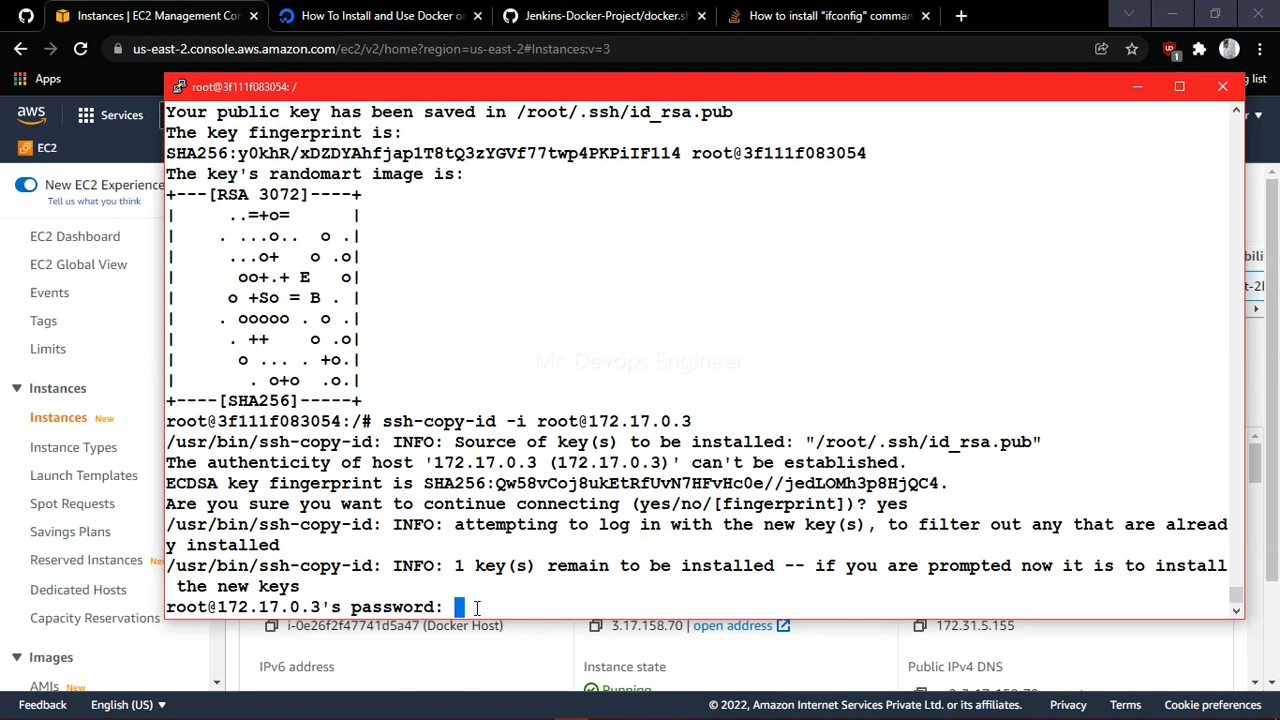 Instances | EC2 Management Co
How To Install and Use Docker o
Jenkins-Docker-Project/docker.s
How to install "ifconfig" comman
us-east-2.console.aws.amazon.com/ec2/v2/home?region=us-east-2#Instances:v=3
1
Apps
ng list
aws
Services
EC2
New EC2 Experience
Tell us what you think
EC2 Dashboard
EC2 Global View
Events
Tags
Limits
Instances
Instances New
Instance Types
Launch Templates
Spot Requests
Savings Plans
Reserved Instances Nev
Dedicated Hosts
Capacity Reservations
Images
AMIs New
root@3f111f083054: /
Your public key has been saved in /root/.ssh/id_rsa.pub
The key fingerprint is:
SHA256:y0khR/xDZDYAhfjap1T8tQ3zYGVf77twp4PKPiIF114 root@3f111f083054
The key's randomart image is:
+---[RSA 3072]----+
|      ..=+o=       |
|     . ...o..  o .|
|      ...o+   o .o|
|       oo+.+ E   o|
|      o +So = B . |
|     . ooooo . o .|
|      . ++    o .o|
|       o ... . +o.|
|        . o+o  .o.|
+----[SHA256]-----+
root@3f111f083054:/# ssh-copy-id -i root@172.17.0.3
/usr/bin/ssh-copy-id: INFO: Source of key(s) to be installed: "/root/.ssh/id_rsa.pub"
The authenticity of host '172.17.0.3 (172.17.0.3)' can't be established.
ECDSA key fingerprint is SHA256:Qw58vCoj8ukEtRfUvN7HFvHc0e//jedLOMh3p8HjQC4.
Are you sure you want to continue connecting (yes/no/[fingerprint])? yes
/usr/bin/ssh-copy-id: INFO: attempting to log in with the new key(s), to filter out any that are alread
y installed
/usr/bin/ssh-copy-id: INFO: 1 key(s) remain to be installed -- if you are prompted now it is to install
the new keys
root@172.17.0.3's password:
Mr. Devops Engineer
bili
t-2l
i-0e26f2f47741d5a47 (Docker Host)
3.17.158.70 | open address
172.31.5.155
IPv6 address
Instance state
Public IPv4 DNS
Running
Feedback
English (US)
© 2022, Amazon Internet Services Private Ltd. or its affiliates.
Privacy
Terms
Cookie preferences